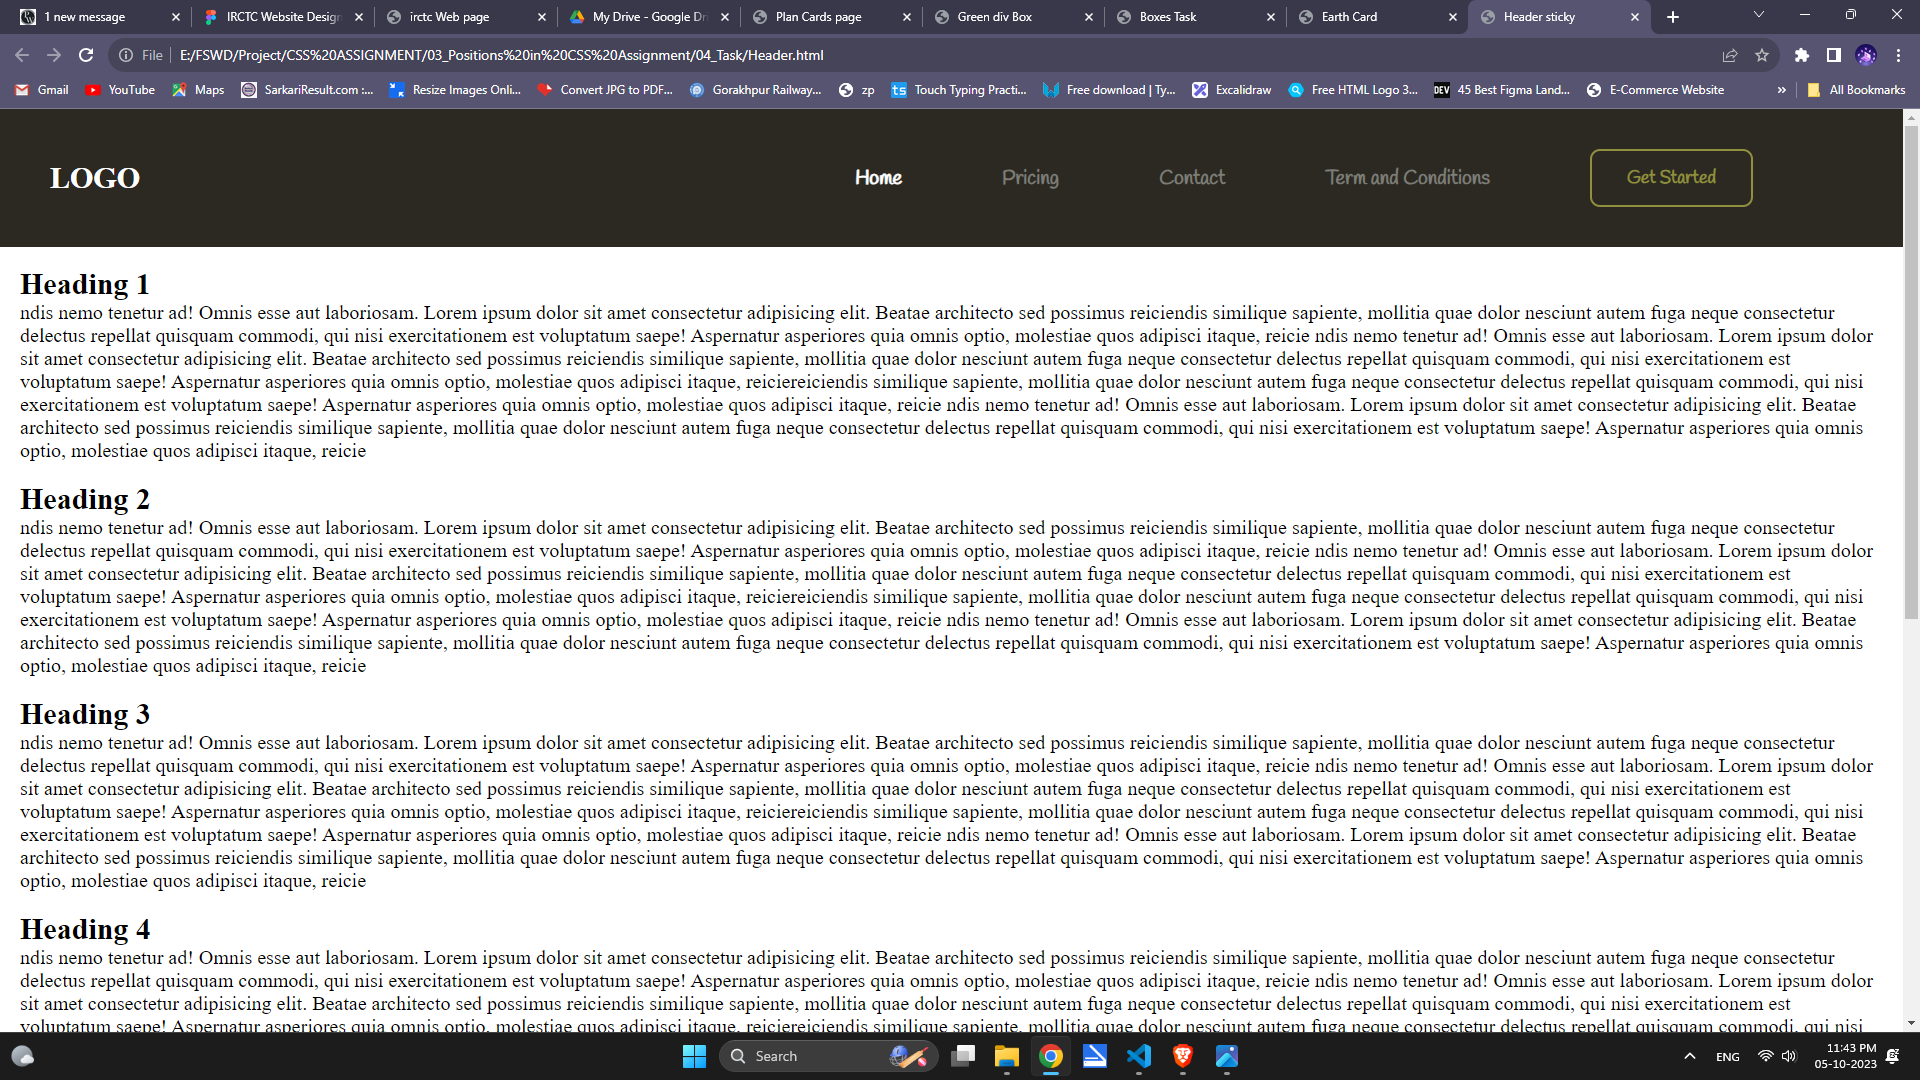 1 new message
IRCTC Website Design
irctc Web page
My Drive - Google Dr
Plan Cards page
Green div Box
Boxes Task
Earth Card
Header sticky
File
E:/FSWD/Project/CSS%20ASSIGNMENT/03_Positions%20in%20CSS%20Assignment/04_Task/Header.html
Gmail
YouTube
Maps
SarkariResult.com :...
Resize Images Onli...
Convert JPG to PDF...
Gorakhpur Railway...
zp
ts
Touch Typing Practi...
Free download | Ty...
Excalidraw
Free HTML Logo 3...
DEV
45 Best Figma Land...
E-Commerce Website
»
All Bookmarks
LOGO
Home
Pricing
Contact
Term and Conditions
Get Started
Heading 1
ndis nemo tenetur ad! Omnis esse aut laboriosam. Lorem ipsum dolor sit amet consectetur adipisicing elit. Beatae architecto sed possimus reiciendis similique sapiente, mollitia quae dolor nesciunt autem fuga neque consectetur
delectus repellat quisquam commodi, qui nisi exercitationem est voluptatum saepe! Aspernatur asperiores quia omnis optio, molestiae quos adipisci itaque, reicie ndis nemo tenetur ad! Omnis esse aut laboriosam. Lorem ipsum dolor
sit amet consectetur adipisicing elit. Beatae architecto sed possimus reiciendis similique sapiente, mollitia quae dolor nesciunt autem fuga neque consectetur delectus repellat quisquam commodi, qui nisi exercitationem est
voluptatum saepe! Aspernatur asperiores quia omnis optio, molestiae quos adipisci itaque, reiciereiciendis similique sapiente, mollitia quae dolor nesciunt autem fuga neque consectetur delectus repellat quisquam commodi, qui nisi
exercitationem est voluptatum saepe! Aspernatur asperiores quia omnis optio, molestiae quos adipisci itaque, reicie ndis nemo tenetur ad! Omnis esse aut laboriosam. Lorem ipsum dolor sit amet consectetur adipisicing elit. Beatae
architecto sed possimus reiciendis similique sapiente, mollitia quae dolor nesciunt autem fuga neque consectetur delectus repellat quisquam commodi, qui nisi exercitationem est voluptatum saepe! Aspernatur asperiores quia omnis
optio, molestiae quos adipisci itaque, reicie
Heading 2
ndis nemo tenetur ad! Omnis esse aut laboriosam. Lorem ipsum dolor sit amet consectetur adipisicing elit. Beatae architecto sed possimus reiciendis similique sapiente, mollitia quae dolor nesciunt autem fuga neque consectetur
delectus repellat quisquam commodi, qui nisi exercitationem est voluptatum saepe! Aspernatur asperiores quia omnis optio, molestiae quos adipisci itaque, reicie ndis nemo tenetur ad! Omnis esse aut laboriosam. Lorem ipsum dolor
sit amet consectetur adipisicing elit. Beatae architecto sed possimus reiciendis similique sapiente, mollitia quae dolor nesciunt autem fuga neque consectetur delectus repellat quisquam commodi, qui nisi exercitationem est
voluptatum saepe! Aspernatur asperiores quia omnis optio, molestiae quos adipisci itaque, reiciereiciendis similique sapiente, mollitia quae dolor nesciunt autem fuga neque consectetur delectus repellat quisquam commodi, qui nisi
exercitationem est voluptatum saepe! Aspernatur asperiores quia omnis optio, molestiae quos adipisci itaque, reicie ndis nemo tenetur ad! Omnis esse aut laboriosam. Lorem ipsum dolor sit amet consectetur adipisicing elit. Beatae
architecto sed possimus reiciendis similique sapiente, mollitia quae dolor nesciunt autem fuga neque consectetur delectus repellat quisquam commodi, qui nisi exercitationem est voluptatum saepe! Aspernatur asperiores quia omnis
optio, molestiae quos adipisci itaque, reicie
Heading 3
ndis nemo tenetur ad! Omnis esse aut laboriosam. Lorem ipsum dolor sit amet consectetur adipisicing elit. Beatae architecto sed possimus reiciendis similique sapiente, mollitia quae dolor nesciunt autem fuga neque consectetur
delectus repellat quisquam commodi, qui nisi exercitationem est voluptatum saepe! Aspernatur asperiores quia omnis optio, molestiae quos adipisci itaque, reicie ndis nemo tenetur ad! Omnis esse aut laboriosam. Lorem ipsum dolor
sit amet consectetur adipisicing elit. Beatae architecto sed possimus reiciendis similique sapiente, mollitia quae dolor nesciunt autem fuga neque consectetur delectus repellat quisquam commodi, qui nisi exercitationem est
voluptatum saepe! Aspernatur asperiores quia omnis optio, molestiae quos adipisci itaque, reiciereiciendis similique sapiente, mollitia quae dolor nesciunt autem fuga neque consectetur delectus repellat quisquam commodi, qui nisi
exercitationem est voluptatum saepe! Aspernatur asperiores quia omnis optio, molestiae quos adipisci itaque, reicie ndis nemo tenetur ad! Omnis esse aut laboriosam. Lorem ipsum dolor sit amet consectetur adipisicing elit. Beatae
architecto sed possimus reiciendis similique sapiente, mollitia quae dolor nesciunt autem fuga neque consectetur delectus repellat quisquam commodi, qui nisi exercitationem est voluptatum saepe! Aspernatur asperiores quia omnis
optio, molestiae quos adipisci itaque, reicie
Heading 4
ndis nemo tenetur ad! Omnis esse aut laboriosam. Lorem ipsum dolor sit amet consectetur adipisicing elit. Beatae architecto sed possimus reiciendis similique sapiente, mollitia quae dolor nesciunt autem fuga neque consectetur
delectus repellat quisquam commodi, qui nisi exercitationem est voluptatum saepe! Aspernatur asperiores quia omnis optio, molestiae quos adipisci itaque, reicie ndis nemo tenetur ad! Omnis esse aut laboriosam. Lorem ipsum dolor
sit amet consectetur adipisicing elit. Beatae architecto sed possimus reiciendis similique sapiente, mollitia quae dolor nesciunt autem fuga neque consectetur delectus repellat quisquam commodi, qui nisi exercitationem est
voluptatum saepe! Aspernatur asperiores quia omnis optio, molestiae quos adipisci itaque, reiciereiciendis similique sapiente, mollitia quae dolor nesciunt autem fuga neque consectetur delectus repellat quisquam commodi, qui nisi
Search
ENG
11:43 PM
05-10-2023